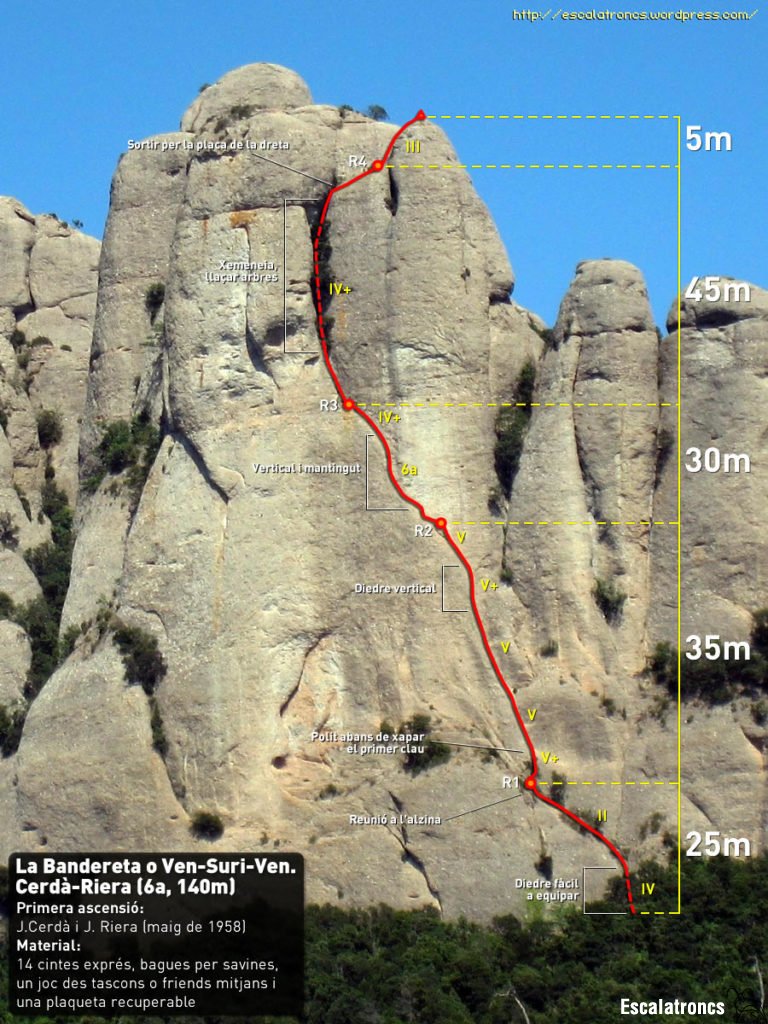 http://escalatroncs.wordpress.com/
5m
Sortir per la placa de la dreta
III
R4
Xemeneia,
llaçar arbres
IV+
45m
R3
IV+
Vertical i mantingut
6a
30m
R2
V
Diedre vertical
V+
V
35m
V
Polit abans de xapar
el primer clau
V+
R1
Reunió a l'alzina
II
25m
Diedre fàcil
a equipar
IV
La Bandereta o Ven-Suri-Ven.
Cerdà-Riera (6a, 140m)
Primera ascensió:
J.Cerdà i J. Riera (maig de 1958)
Material:
14 cintes exprés, bagues per savines,
un joc des tascons o friends mitjans i
una plaqueta recuperable
Escalatroncs